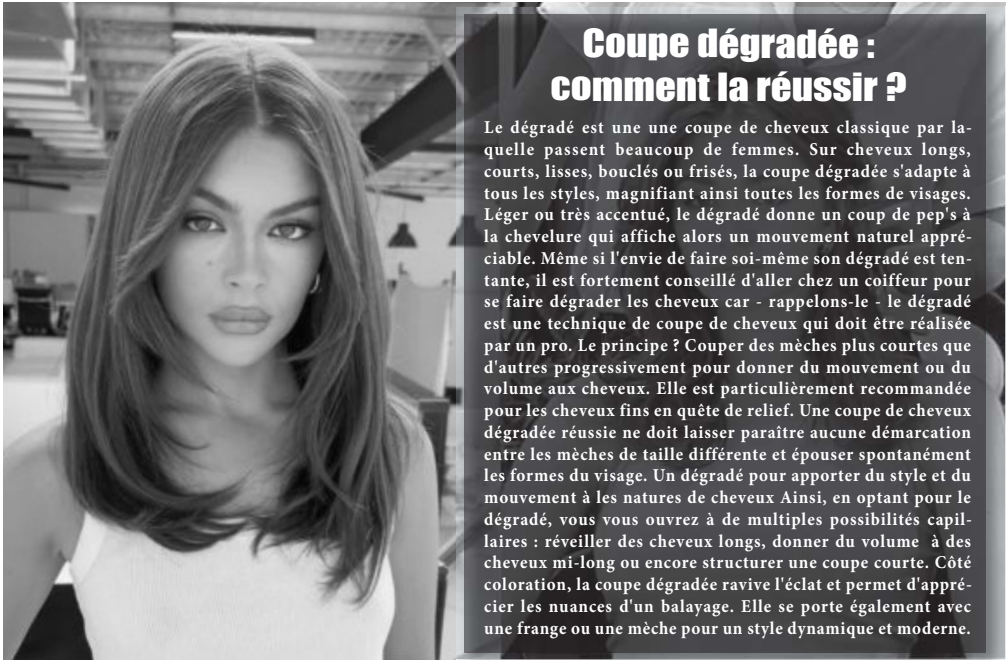 Coupe dégradée :
comment la réussir ?
Le dégradé est une une coupe de cheveux classique par la-
quelle passent beaucoup de femmes. Sur cheveux longs,
courts, lisses, bouclés ou frisés, la coupe dégradée s'adapte à
tous les styles, magnifiant ainsi toutes les formes de visages.
Léger ou très accentué, le dégradé donne un coup de pep's à
la chevelure qui affiche alors un mouvement naturel appré-
ciable. Même si l'envie de faire soi-même son dégradé est ten-
tante, il est fortement conseillé d'aller chez un coiffeur pour
se faire dégrader les cheveux car - rappelons-le - le dégradé
est une technique de coupe de cheveux qui doit être réalisée
par un pro. Le principe ? Couper des mèches plus courtes que
d'autres progressivement pour donner du mouvement ou du
volume aux cheveux. Elle est particulièrement recommandée
pour les cheveux fins en quête de relief. Une coupe de cheveux
dégradée réussie ne doit laisser paraître aucune démarcation
entre les mèches de taille différente et épouser spontanément
les formes du visage. Un dégradé pour apporter du style et du
mouvement à les natures de cheveux Ainsi, en optant pour le
dégradé, vous vous ouvrez à de multiples possibilités capil-
laires : réveiller des cheveux longs, donner du volume à des
cheveux mi-long ou encore structurer une coupe courte. Côté
coloration, la coupe dégradée ravive l'éclat et permet d'appré-
cier les nuances d'un balayage. Elle se porte également avec
une frange ou une mèche pour un style dynamique et moderne.